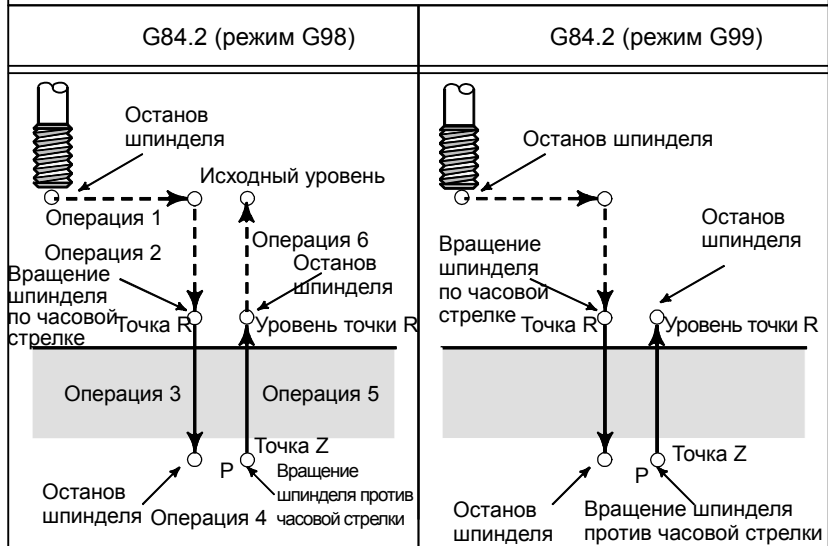 G84.2 (режим G98)
G84.2 (режим G99)
Останов
шпинделя
Исходный уровень
Операция 1
Операция 2
Операция 6
Вращение
шпинделя
по часовой
стрелке
Останов
шпинделя
Точка R
Уровень точки R
Операция 3
Операция 5
Точка Z
P
Останов
шпинделя
Операция 4
Вращение
шпинделя против
часовой стрелки
Останов шпинделя
Останов
шпинделя
Вращение
шпинделя
по часовой
стрелке
Точка R
Уровень точки R
Точка Z
P
Останов
шпинделя
Вращение шпинделя
против часовой стрелки